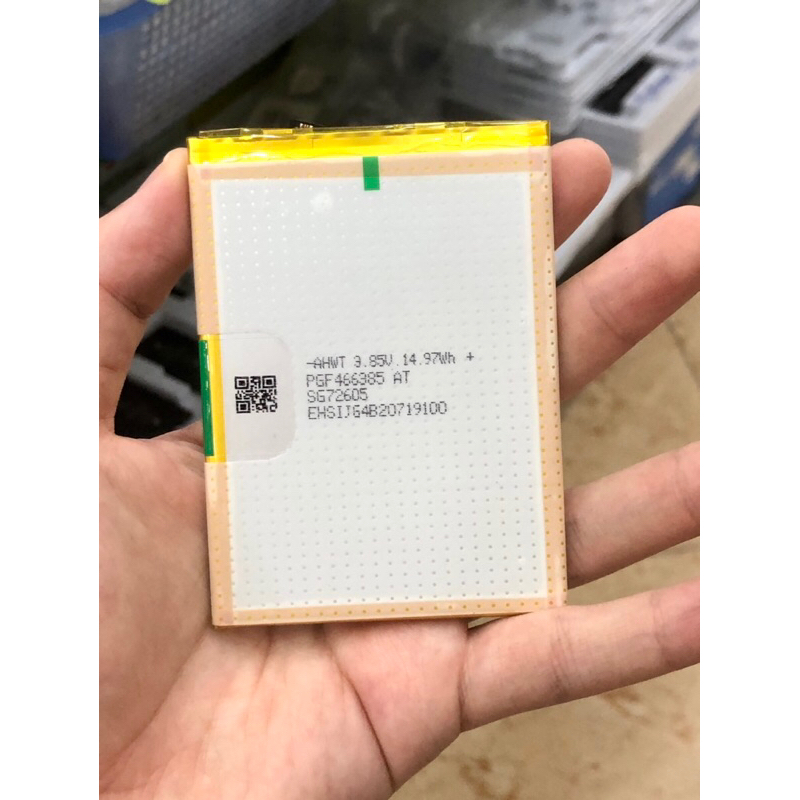 -AHWT 3.85V 14.97Wh +
PGF466385 AT
SG72605
EHSIJG4B20719100